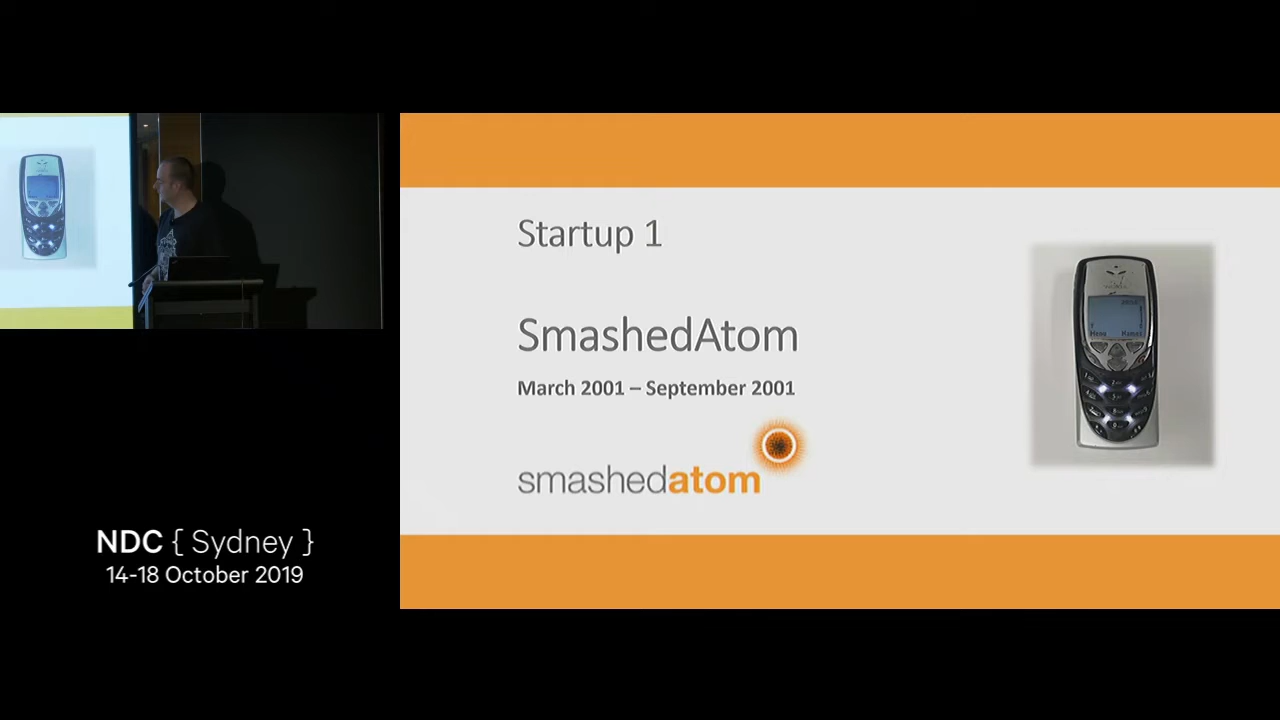 Startup 1
SmashedAtom
March 2001 – September 2001
smashedatom
NDC { Sydney }
14-18 October 2019